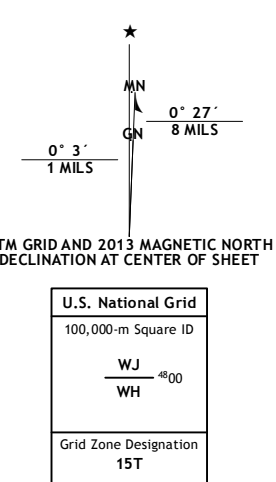 ★
MN
0° 27´
GN
8 MILS
0° 3´
1 MILS
TM GRID AND 2013 MAGNETIC NORTH
DECLINATION AT CENTER OF SHEET
U.S. National Grid
100,000-m Square ID
WJ
4800
WH
Grid Zone Designation
15T